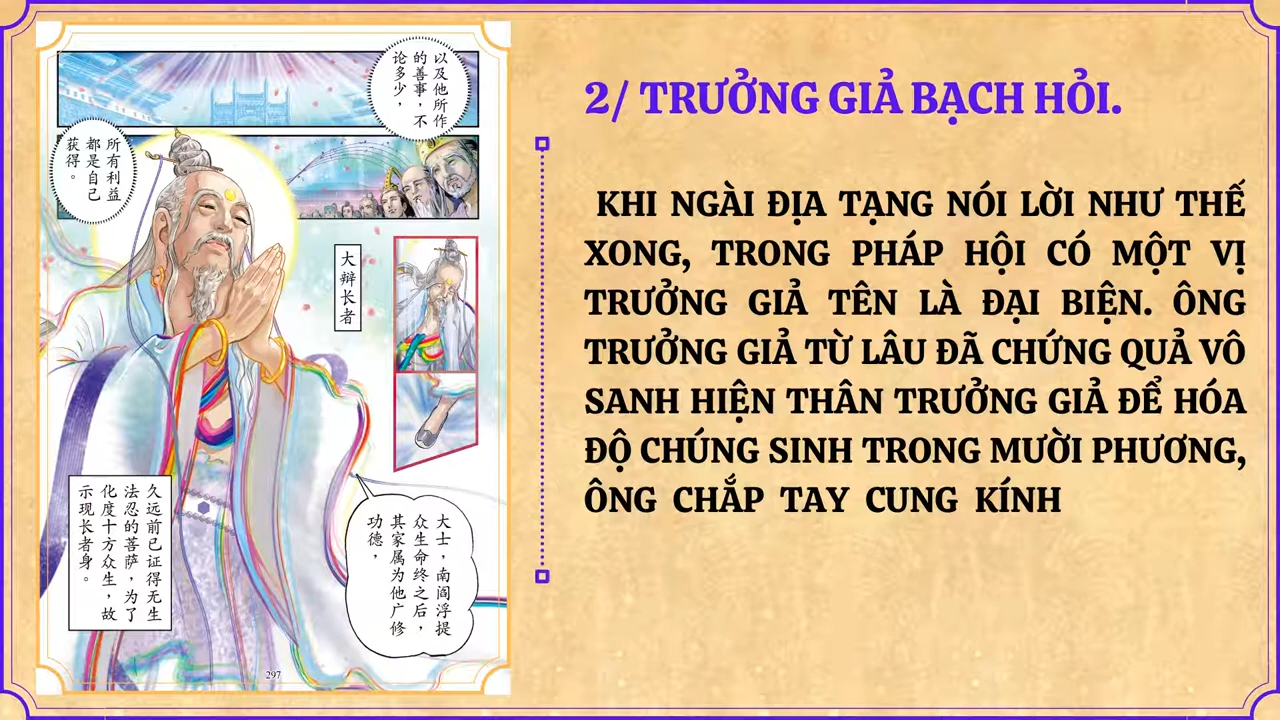 以及他所作
的善事，不
论多少，
所有利益
都是自己
获得。
大辩长者
久远前已证得无生
法忍的菩萨，为了
化度十方众生，故
示现长者身。
大士，南阎浮提
众生命终之后，
其家属为他广修
功德，
297
2/ TRƯỞNG GIẢ BẠCH HỎI.
KHI NGÀI ĐỊA TẠNG NÓI LỜI NHƯ THẾ
XONG, TRONG PHÁP HỘI CÓ MỘT VỊ
TRƯỞNG GIẢ TÊN LÀ ĐẠI BIỆN. ÔNG
TRƯỞNG GIẢ TỪ LÂU ĐÃ CHỨNG QUẢ VÔ
SANH HIỆN THÂN TRƯỞNG GIẢ ĐỂ HÓA
ĐỘ CHÚNG SINH TRONG MƯỜI PHƯƠNG,
ÔNG CHẮP TAY CUNG KÍNH